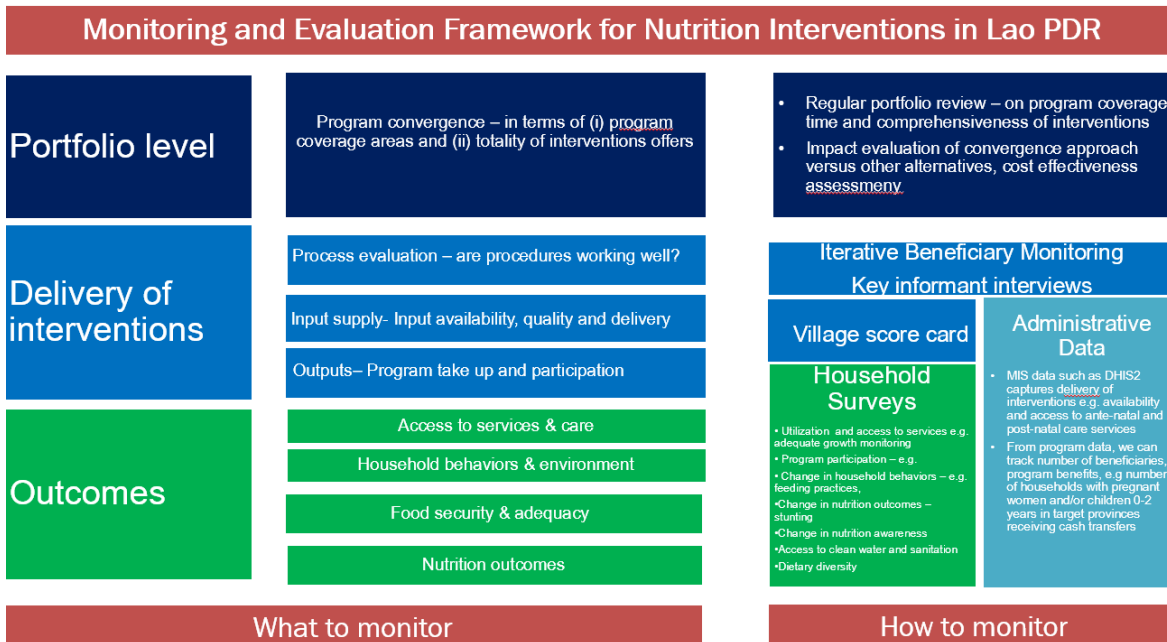 Monitoring and Evaluation Framework for Nutrition Interventions in Lao PDR
Portfolio level
Program convergence – in terms of (i) program
coverage areas and (ii) totality of interventions offers
• Regular portfolio review – on program coverage
time and comprehensiveness of interventions
• Impact evaluation of convergence approach
versus other alternatives, cost effectiveness
assessmeny
Delivery of
interventions
Process evaluation – are procedures working well?
Input supply- Input availability, quality and delivery
Outputs– Program take up and participation
Iterative Beneficiary Monitoring
Key informant interviews
Village score card
Outcomes
Access to services & care
Household behaviors & environment
Food security & adequacy
Nutrition outcomes
Household
Surveys
• Utilization and access to services e.g.
adequate growth monitoring
• Program participation – e.g.
• Change in household behaviors – e.g.
feeding practices,
•Change in nutrition outcomes –
stunting
•Change in nutrition awareness
•Access to clean water and sanitation
•Dietary diversity
Administrative
Data
• MIS data such as DHIS2
captures delivery of
interventions e.g. availability
and access to ante-natal and
post-natal care services
• From program data, we can
track number of beneficiaries,
program benefits, e.g number
of households with pregnant
women and/or children 0-2
years in target provinces
receiving cash transfers
What to monitor
How to monitor